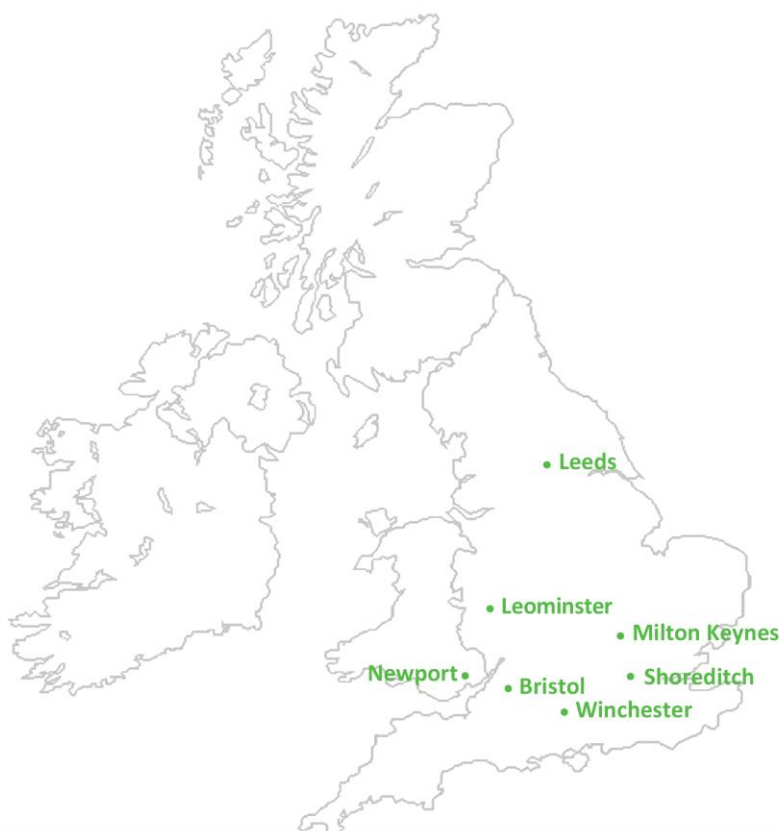 Leeds
Leominster
Milton Keynes
Newport
Shoreditch
Bristol
Winchester